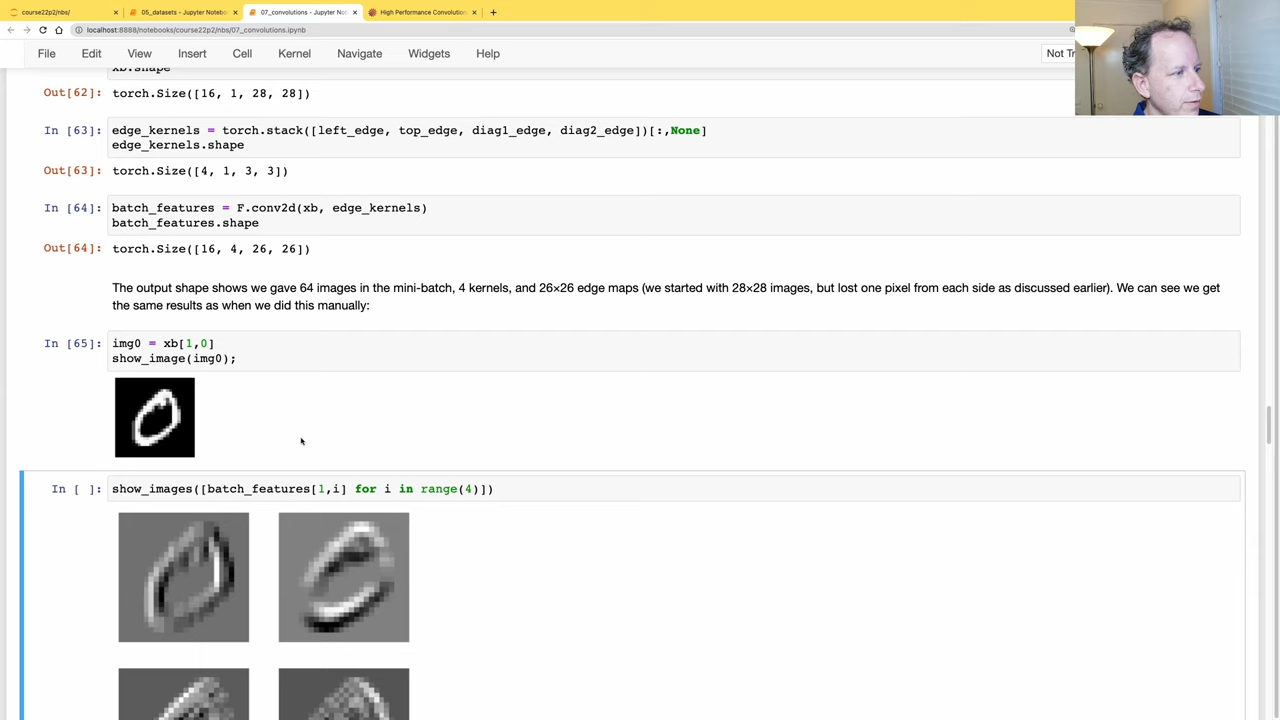 course22p2/nbs/
05_datasets - Jupyter Noteb
07_convolutions - Jupyter No
High Performance Convolution
localhost:8888/notebooks/course22p2/nbs/07_convolutions.ipynb
File Edit View Insert Cell Kernel Navigate Widgets Help Not Tr
xb.shape
Out[62]: torch.Size([16, 1, 28, 28])
In [63]: edge_kernels = torch.stack([left_edge, top_edge, diag1_edge, diag2_edge])[:,None]
edge_kernels.shape
Out[63]: torch.Size([4, 1, 3, 3])
In [64]: batch_features = F.conv2d(xb, edge_kernels)
batch_features.shape
Out[64]: torch.Size([16, 4, 26, 26])
The output shape shows we gave 64 images in the mini-batch, 4 kernels, and 26×26 edge maps (we started with 28×28 images, but lost one pixel from each side as discussed earlier). We can see we get
the same results as when we did this manually:
In [65]: img0 = xb[1,0]
show_image(img0);
In [ ]: show_images([batch_features[1,i] for i in range(4)])